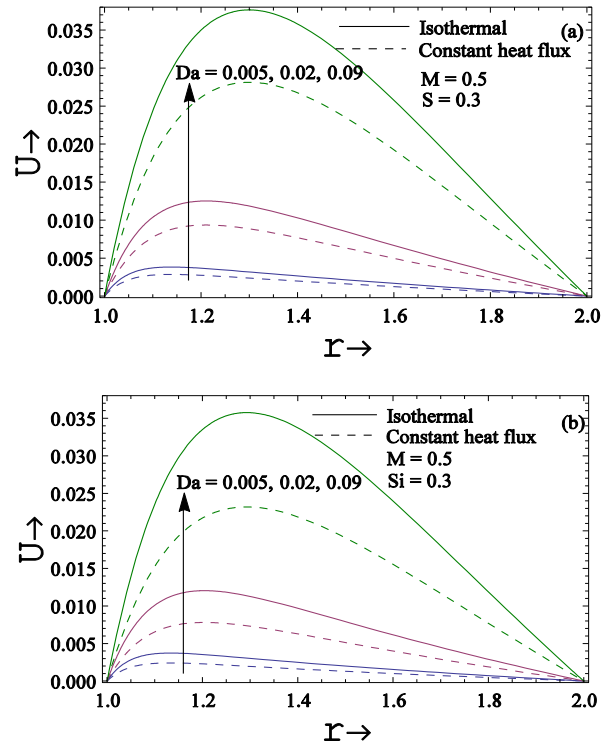 (a)
Isothermal
Constant heat flux
Da = 0.005, 0.02, 0.09
M = 0.5
S = 0.3
U→
0.035
0.030
0.025
0.020
0.015
0.010
0.005
0.000
1.0 1.2 1.4 1.6 1.8 2.0
r→
(b)
Isothermal
Constant heat flux
M = 0.5
Si = 0.3
Da = 0.005, 0.02, 0.09
U→
0.035
0.030
0.025
0.020
0.015
0.010
0.005
0.000
1.0 1.2 1.4 1.6 1.8 2.0
r→